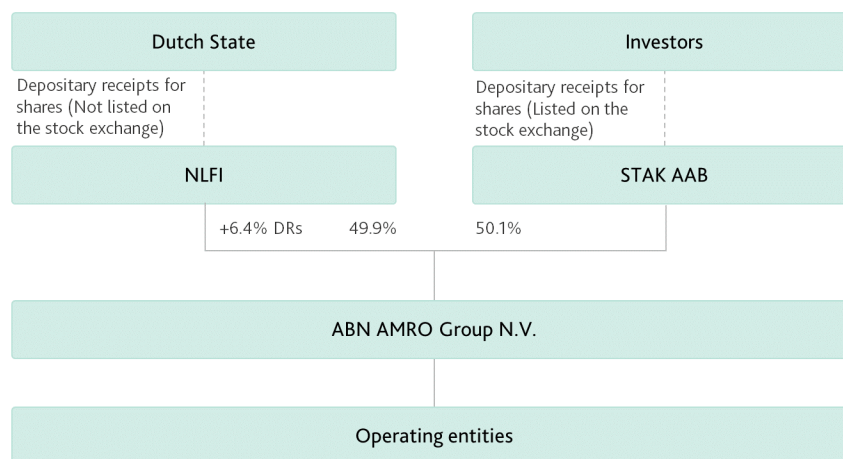 Dutch State
Investors
Depositary receipts for
shares (Not listed on
the stock exchange)
Depositary receipts for
shares (Listed on the
stock exchange)
NLFI
STAK AAB
+6.4% DRs 49.9% 50.1%
ABN AMRO Group N.V.
Operating entities